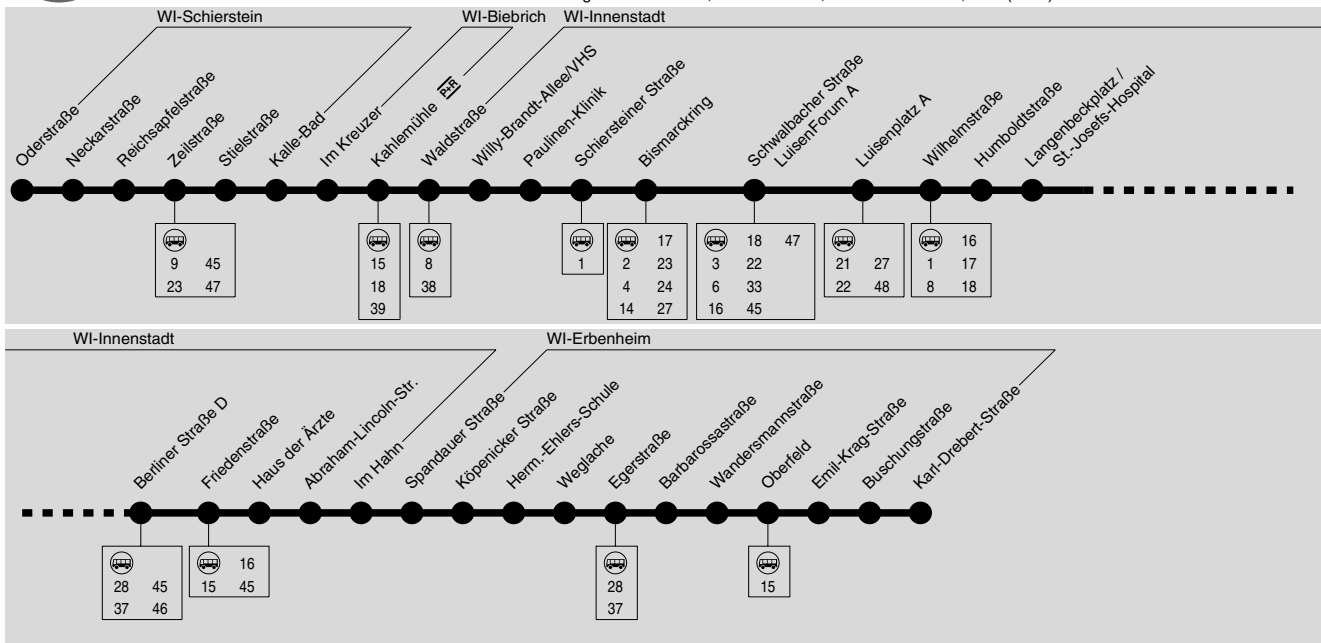 WI-Schierstein
WI-Biebrich
WI-Innenstadt
Oderstraße
Neckarstraße
Reichsapfelstraße
Zeilstraße
Stielstraße
Kalle-Bad
Im Kreuzer
Kahlemühle P+R
Waldstraße
Willy-Brandt-Allee/VHS
Paulinen-Klinik
Schiersteiner Straße
Bismarckring
Schwalbacher Straße
LuisenForum A
Luisenplatz A
Wilhelmstraße
Humboldtstraße
Langenbeckplatz /
St.-Josefs-Hospital
9 45
23 47
15
18
39
8
38
1
17
2 23
4 24
14 27
18 47
3 22
6 33
16 45
21 27
22 48
16
1 17
8 18
WI-Innenstadt
WI-Erbenheim
Berliner Straße D
Friedenstraße
Haus der Ärzte
Abraham-Lincoln-Str.
Im Hahn
Spandauer Straße
Köpenicker Straße
Herm.-Ehlers-Schule
Weglache
Egerstraße
Barbarossastraße
Wandersmannstraße
Oberfeld
Emil-Krag-Straße
Buschungstraße
Karl-Drebert-Straße
28 45
37 46
16
15 45
28
37
15